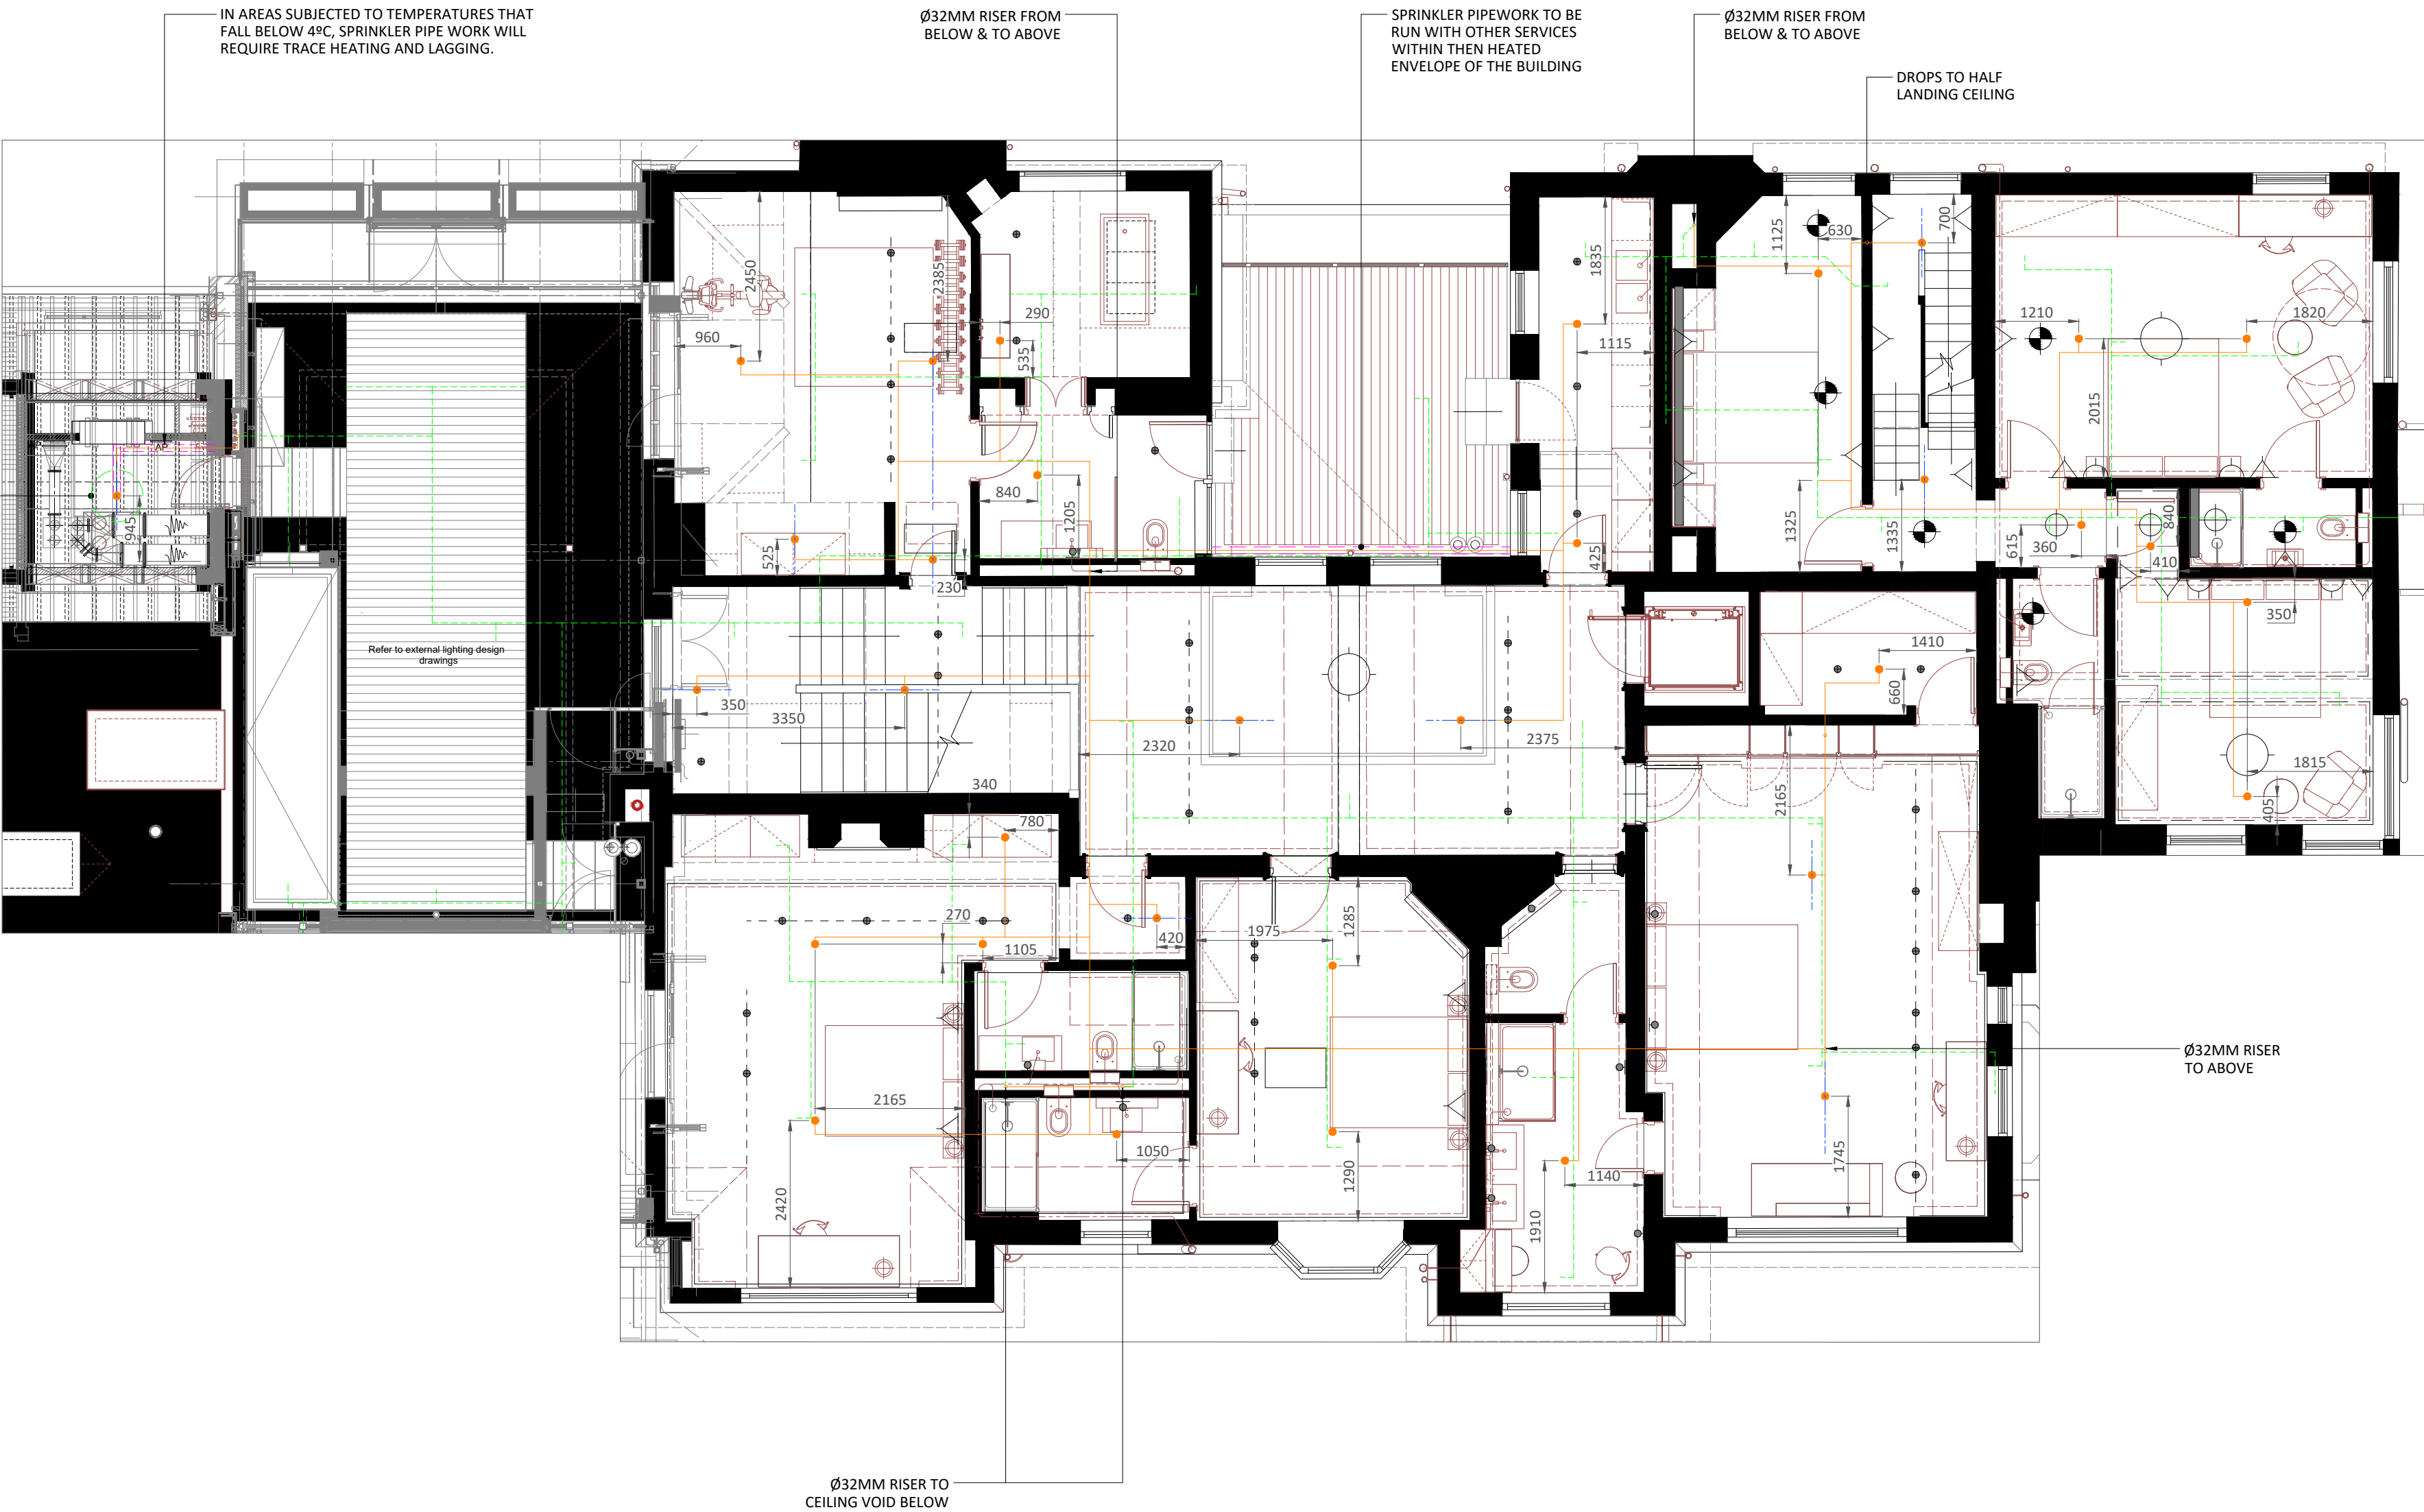 IN AREAS SUBJECTED TO TEMPERATURES THAT
FALL BELOW 4ºC, SPRINKLER PIPE WORK WILL
REQUIRE TRACE HEATING AND LAGGING.
Ø32MM RISER FROM
BELOW & TO ABOVE
SPRINKLER PIPEWORK TO BE
RUN WITH OTHER SERVICES
WITHIN THEN HEATED
ENVELOPE OF THE BUILDING
Ø32MM RISER FROM
BELOW & TO ABOVE
DROPS TO HALF
LANDING CEILING
2450
2385
960
290
535
840
1205
525
230
945
1835
1115
425
1125
630
700
1325
1335
1210
1820
2015
615
360
840
410
350
1410
660
1815
405
Refer to external lighting design
drawings
350
3350
2320
2375
340
780
270
1105
420
1975
1285
2165
2165
2420
1050
1290
1140
1910
1745
Ø32MM RISER
TO ABOVE
Ø32MM RISER TO
CEILING VOID BELOW